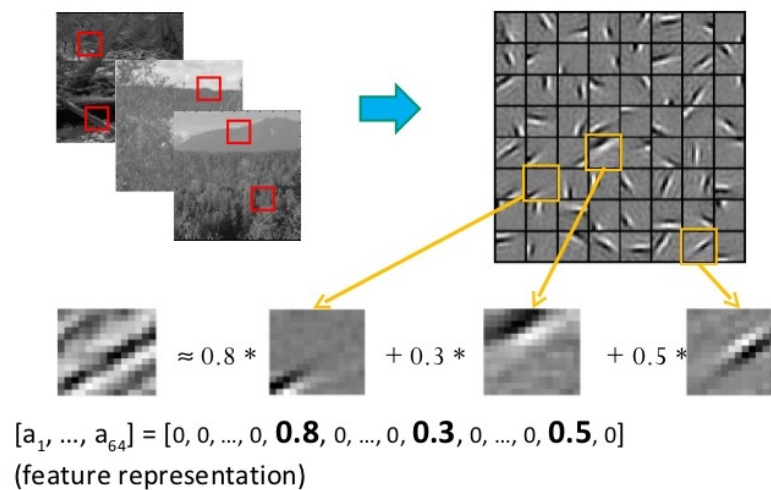 ≈ 0.8 * + 0.3 * + 0.5 *
[a₁, ..., a₆₄] = [0, 0, ..., 0, 0.8, 0, ..., 0, 0.3, 0, ..., 0, 0.5, 0]
(feature representation)